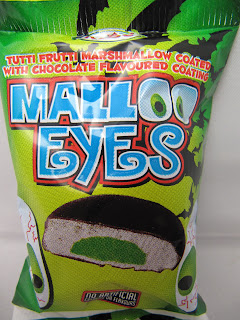 TUTTI FRUTTI MARSHMALLOW COATED
WITH CHOCOLATE FLAVOURED COATING
MALLOO
EYES
NO ARTIFICIAL